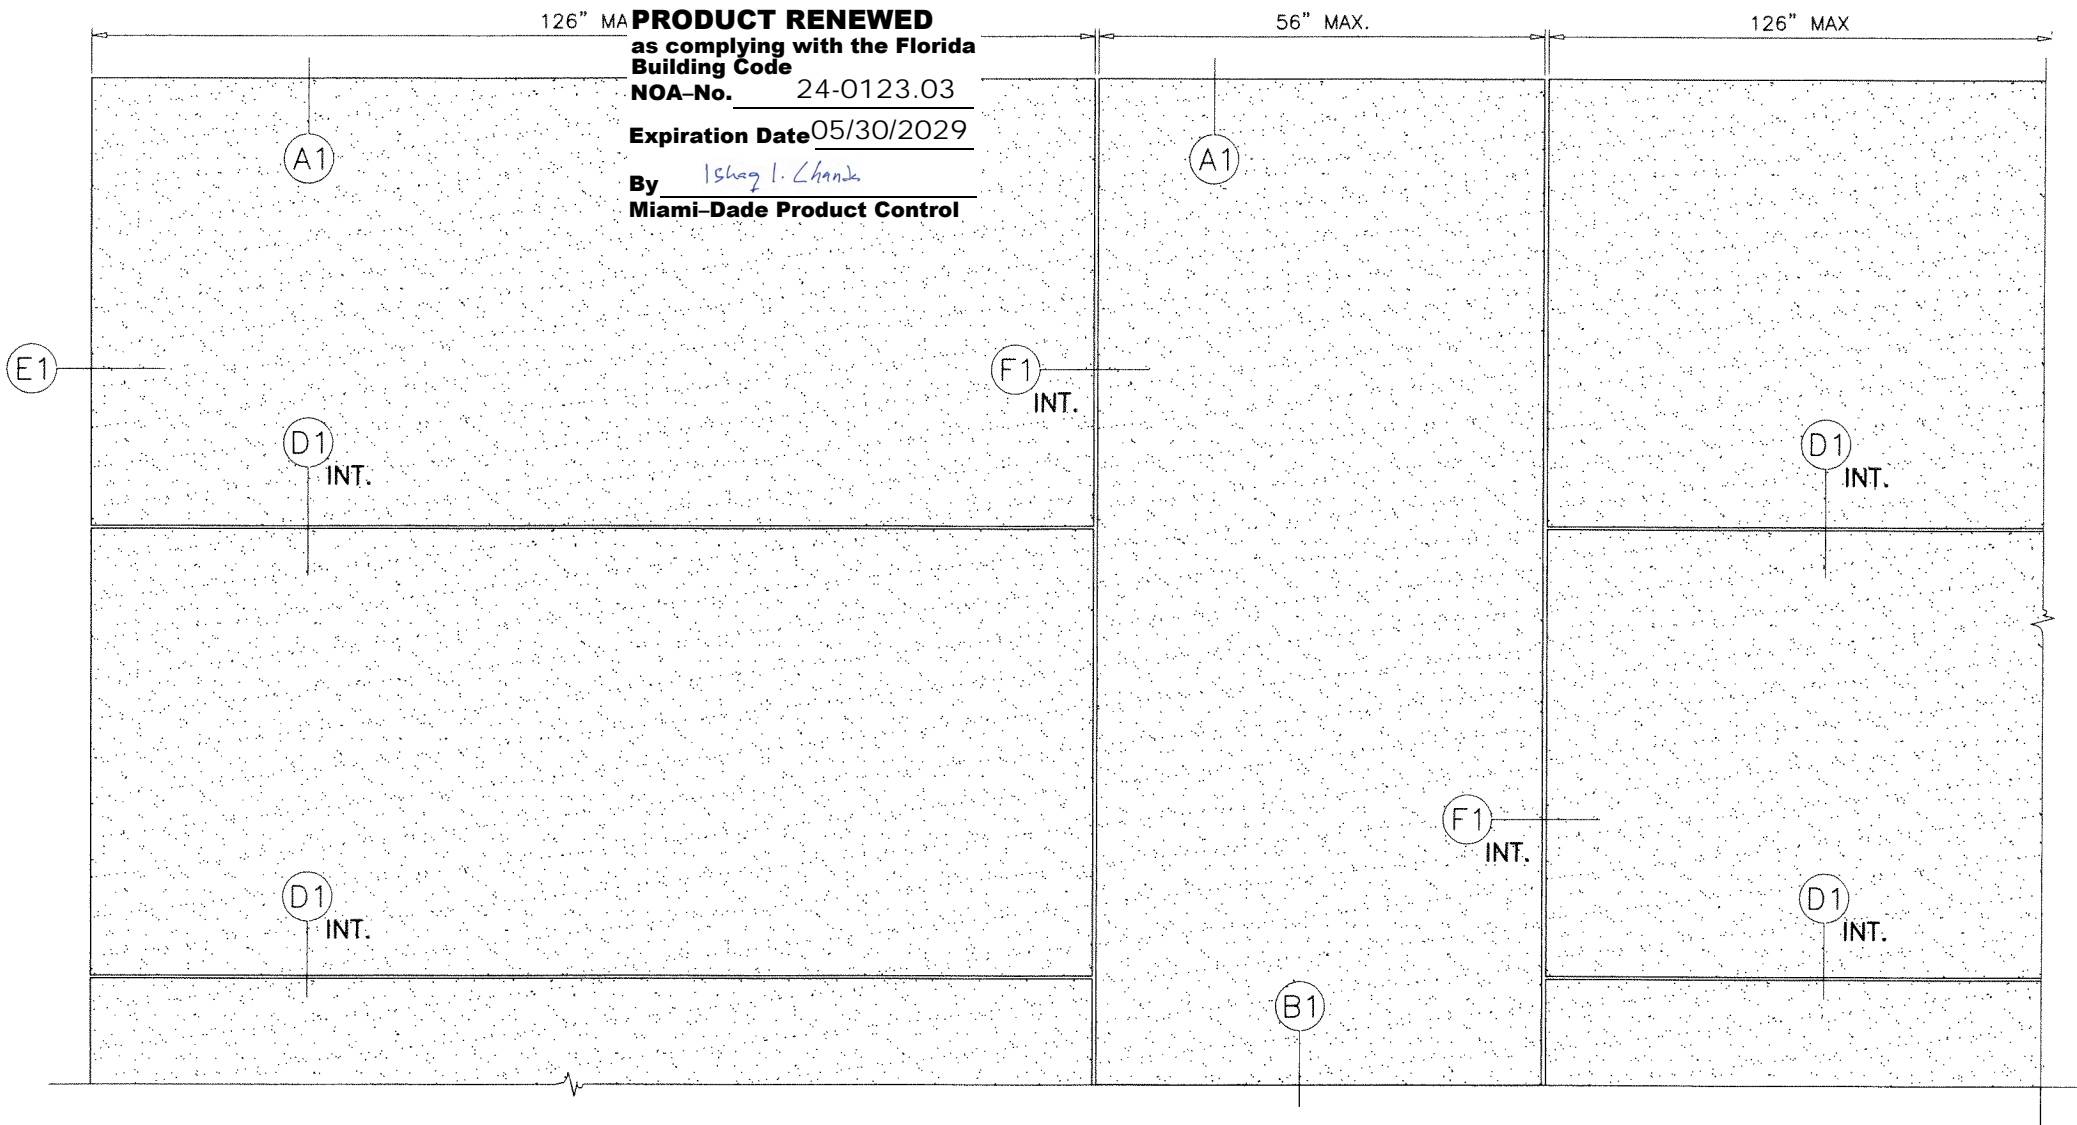 126" MA
PRODUCT RENEWED
as complying with the Florida
Building Code
NOA–No. 24-0123.03
Expiration Date 05/30/2029
By
Miami–Dade Product Control
56" MAX.
126" MAX
A1
A1
E1
F1
INT.
D1
INT.
D1
INT.
F1
INT.
D1
INT.
D1
INT.
B1